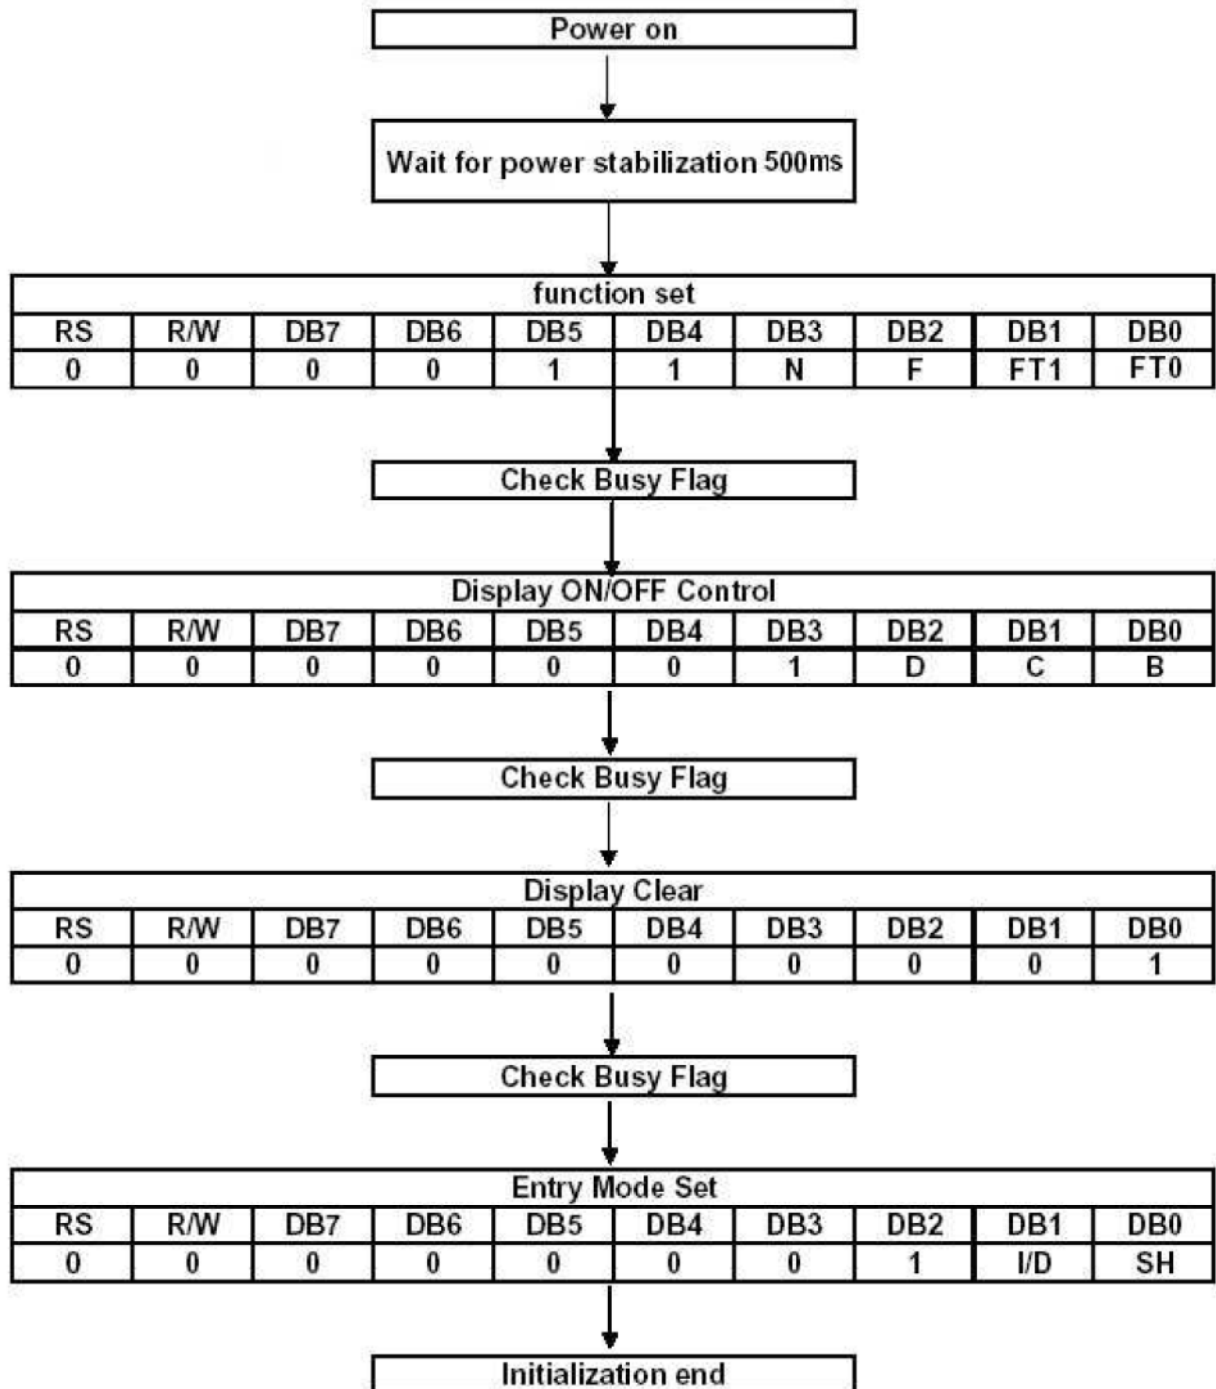 Power on
Wait for power stabilization 500ms
function set
RS R/W DB7 DB6 DB5 DB4 DB3 DB2 DB1 DB0
0 0 0 0 1 1 N F FT1 FT0
Check Busy Flag
Display ON/OFF Control
RS R/W DB7 DB6 DB5 DB4 DB3 DB2 DB1 DB0
0 0 0 0 0 0 1 D C B
Check Busy Flag
Display Clear
RS R/W DB7 DB6 DB5 DB4 DB3 DB2 DB1 DB0
0 0 0 0 0 0 0 0 0 1
Check Busy Flag
Entry Mode Set
RS R/W DB7 DB6 DB5 DB4 DB3 DB2 DB1 DB0
0 0 0 0 0 0 0 1 I/D SH
Initialization end